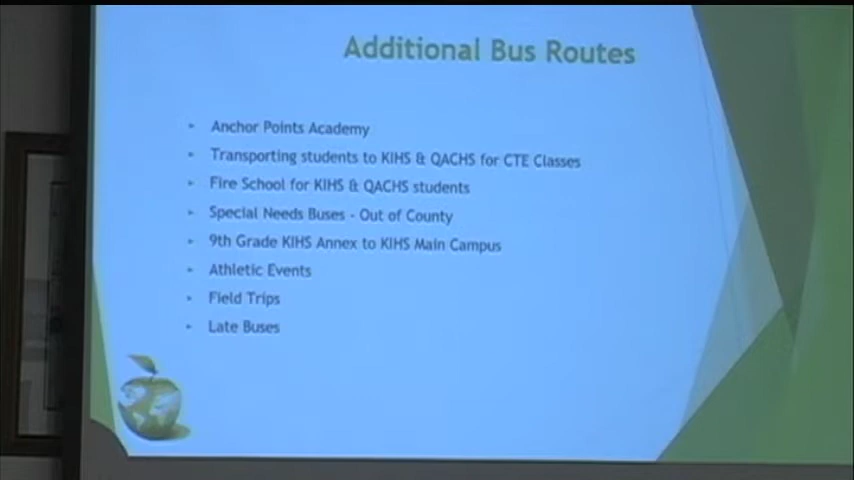 Additional Bus Routes
Anchor Points Academy
Transporting students to KIHS & QACHS for CTE Classes
Fire School for KIHS & QACHS students
Special Needs Buses - Out of County
9th Grade KIHS Annex to KIHS Main Campus
Athletic Events
Field Trips
Late Buses